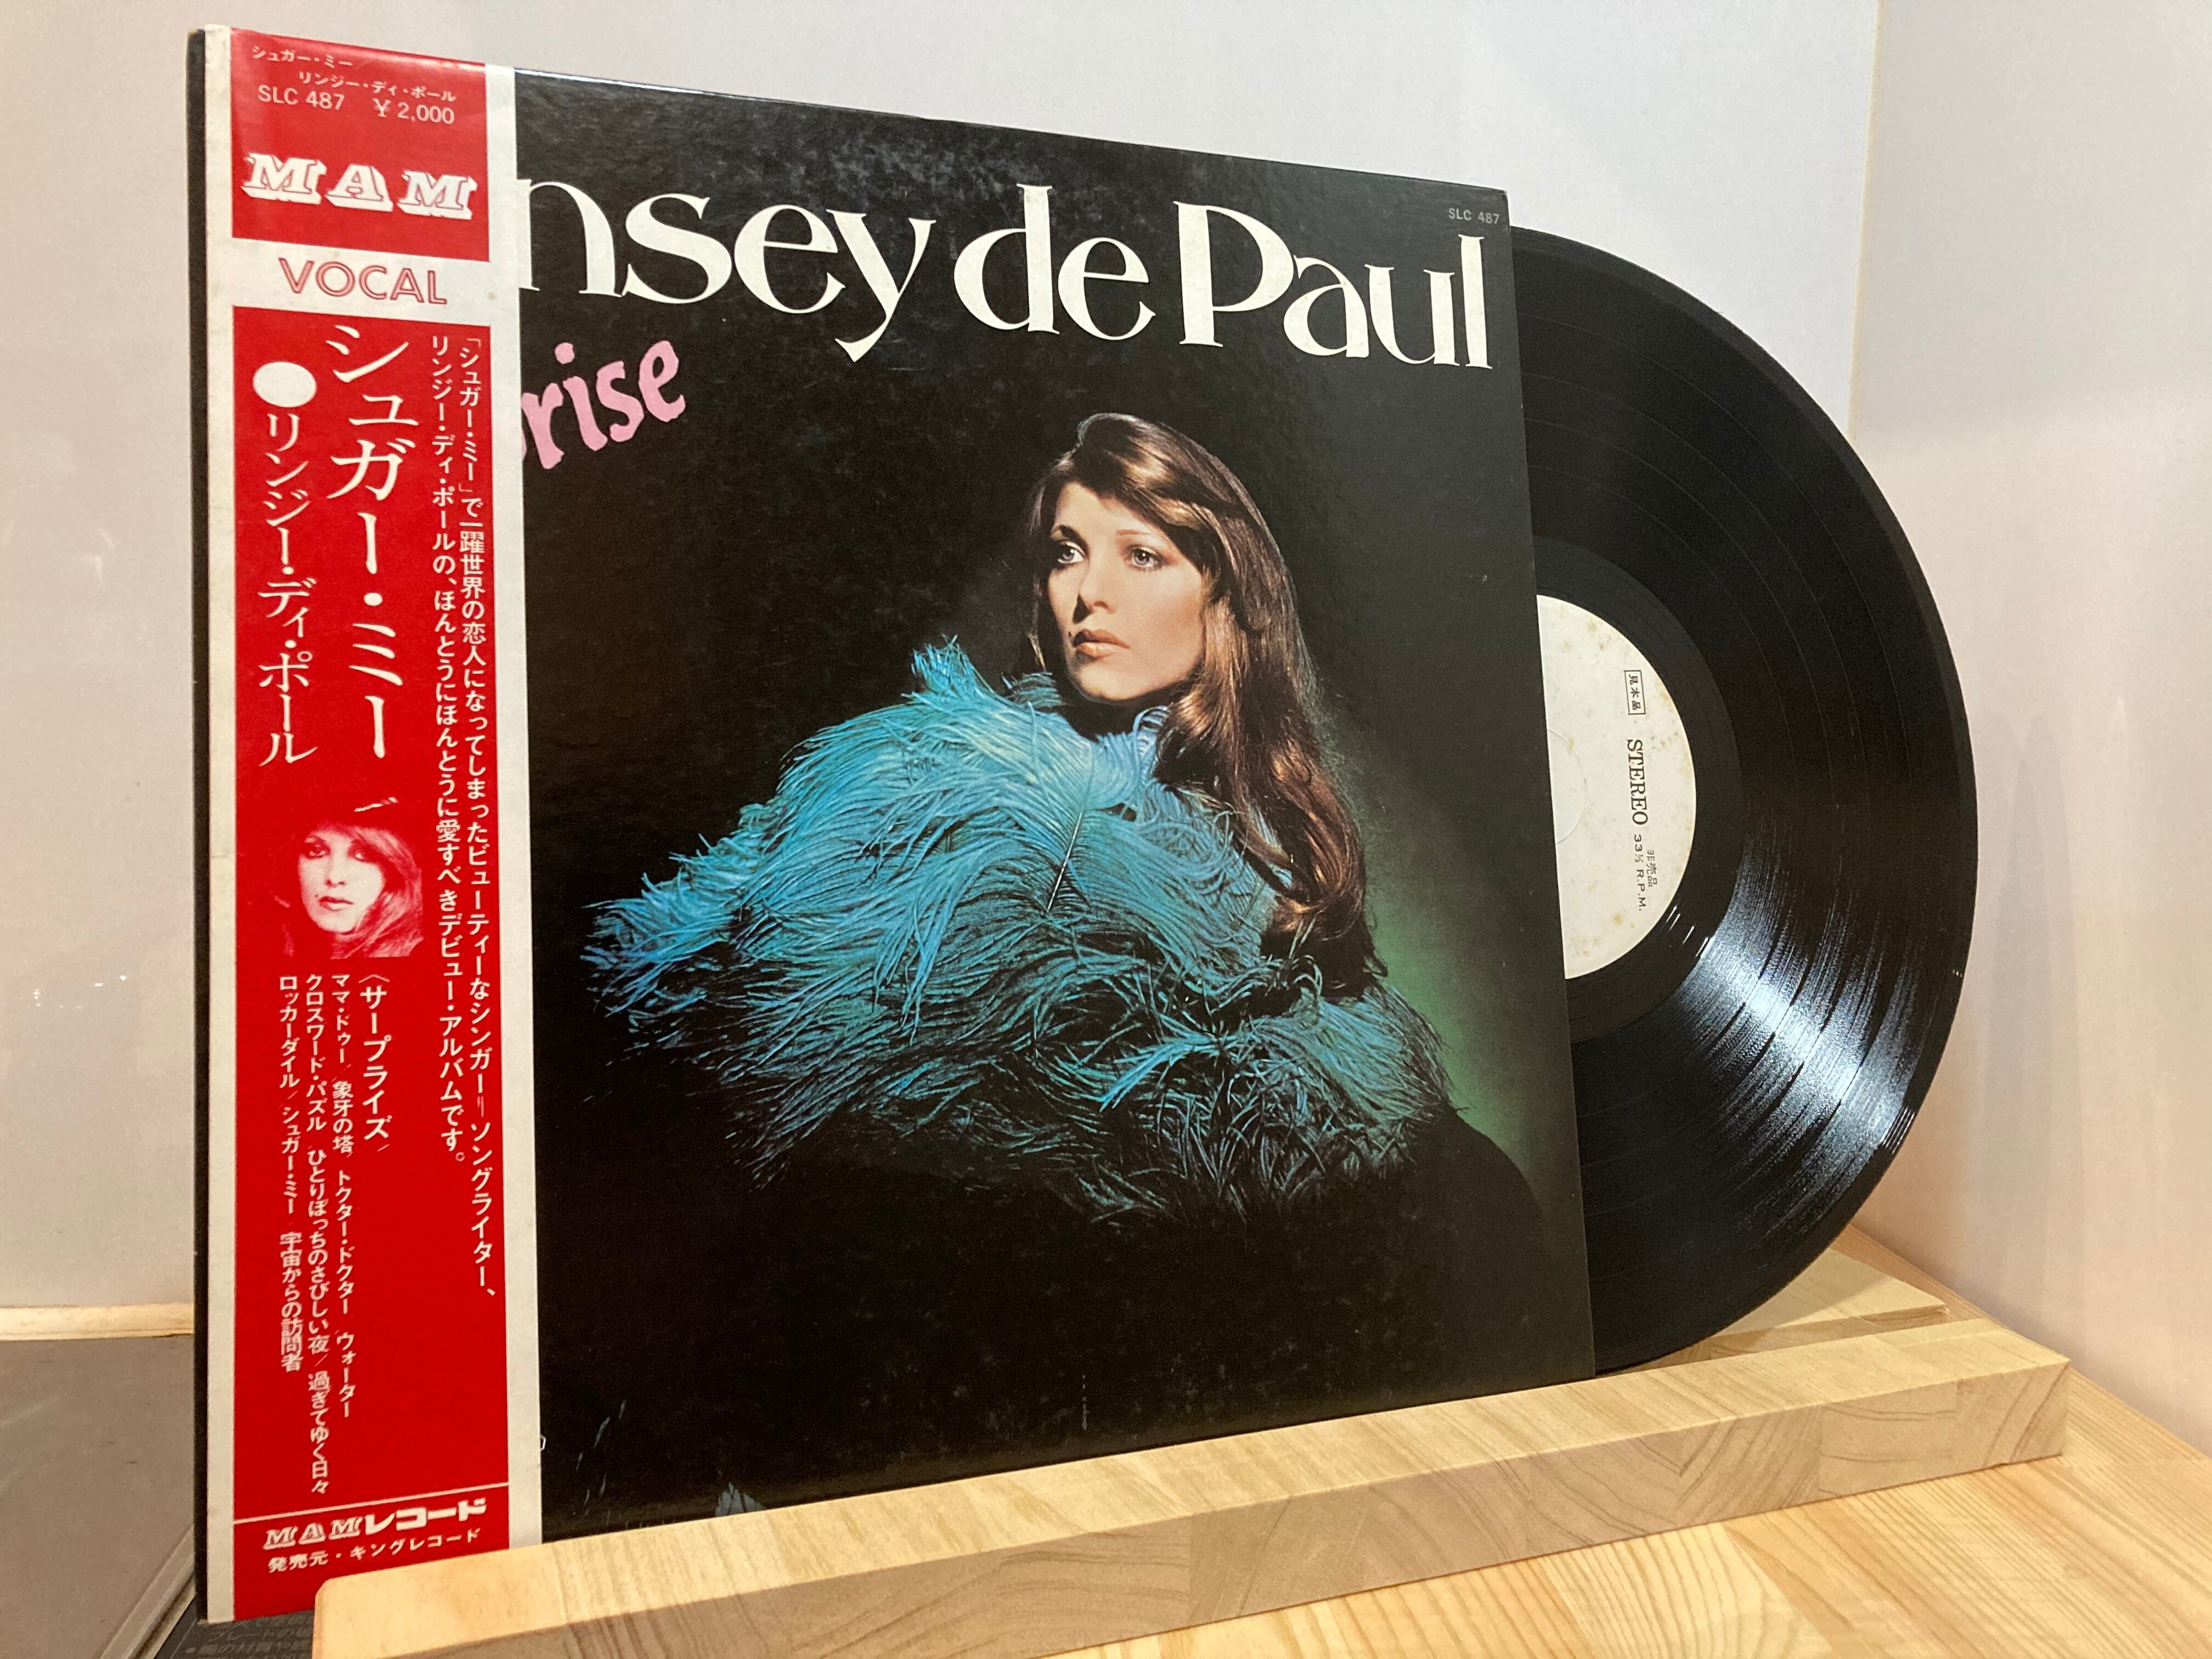 シュガー・ミー/
リンジー・ディ・ポール
SLC 487 ￥2,000
MAM
VOCAL
「シュガー・ミー」で一躍世界の恋人になってしまったビューティーなシンガー＝ソングライター、
リンジー・ディ・ポールの、ほんとうにほんとうに愛すべきデビュー・アルバムです。
シュガー・ミー
●リンジー・ディ・ポール
〈サープライズ/
ママ・ドゥー/象牙の塔/ドクター・ドクター/ウォーター
クロスワード・パズル/ひとりぼっちのさびしい夜/過ぎてゆく日々
ロッカーダイル/シュガー・ミー/宇宙からの訪問者
MAMレコード
発売元・キングレコード
nsey de Paul
rise
SLC 487
見本品
STEREO
非売品
33⅓ R.P.M.